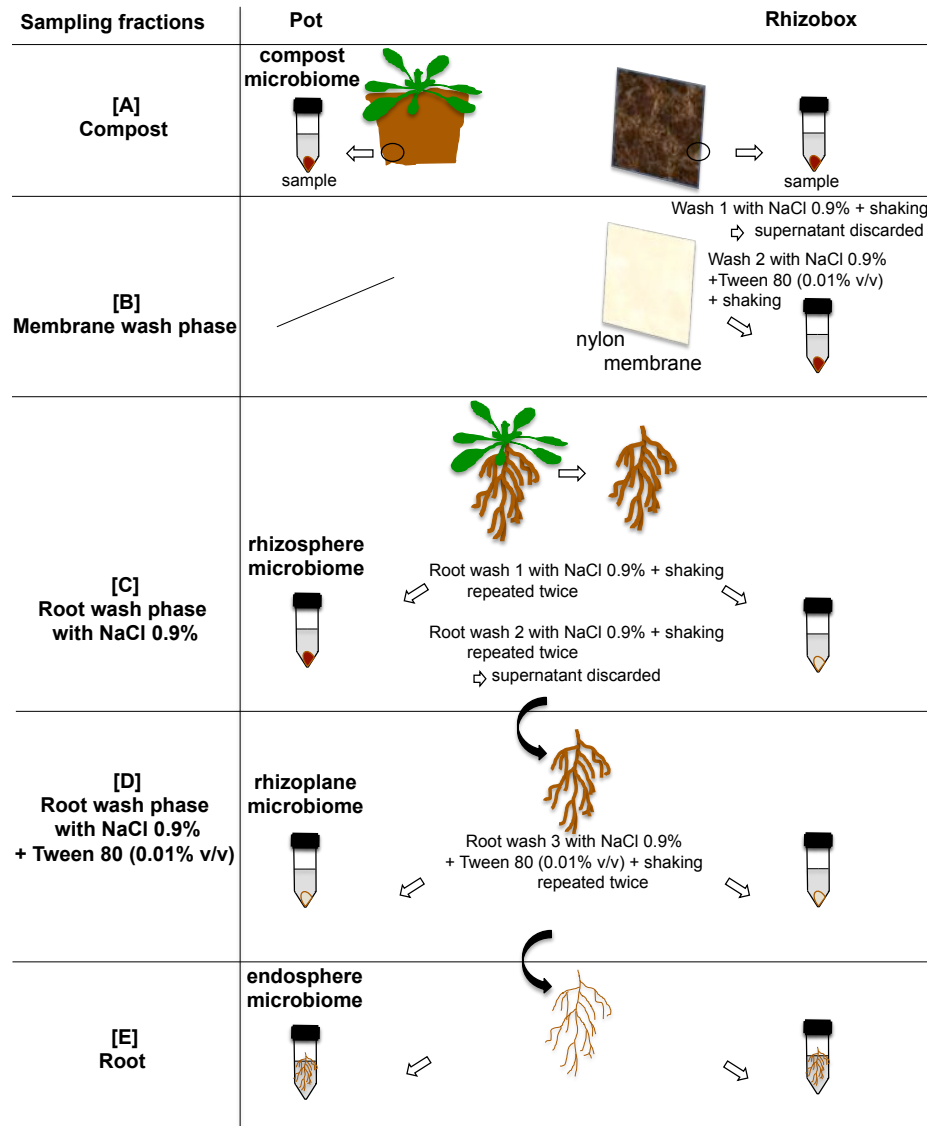 Sampling fractions
Pot
Rhizobox
[A]
Compost
compost
microbiome
sample
sample
[B]
Membrane wash phase
Wash 1 with NaCl 0.9% + shaking
supernatant discarded
Wash 2 with NaCl 0.9%
+Tween 80 (0.01% v/v)
+ shaking
nylon
membrane
[C]
Root wash phase
with NaCl 0.9%
rhizosphere
microbiome
Root wash 1 with NaCl 0.9% + shaking
repeated twice
Root wash 2 with NaCl 0.9% + shaking
repeated twice
supernatant discarded
[D]
Root wash phase
with NaCl 0.9%
+ Tween 80 (0.01% v/v)
rhizoplane
microbiome
Root wash 3 with NaCl 0.9%
+ Tween 80 (0.01% v/v) + shaking
repeated twice
[E]
Root
endosphere
microbiome